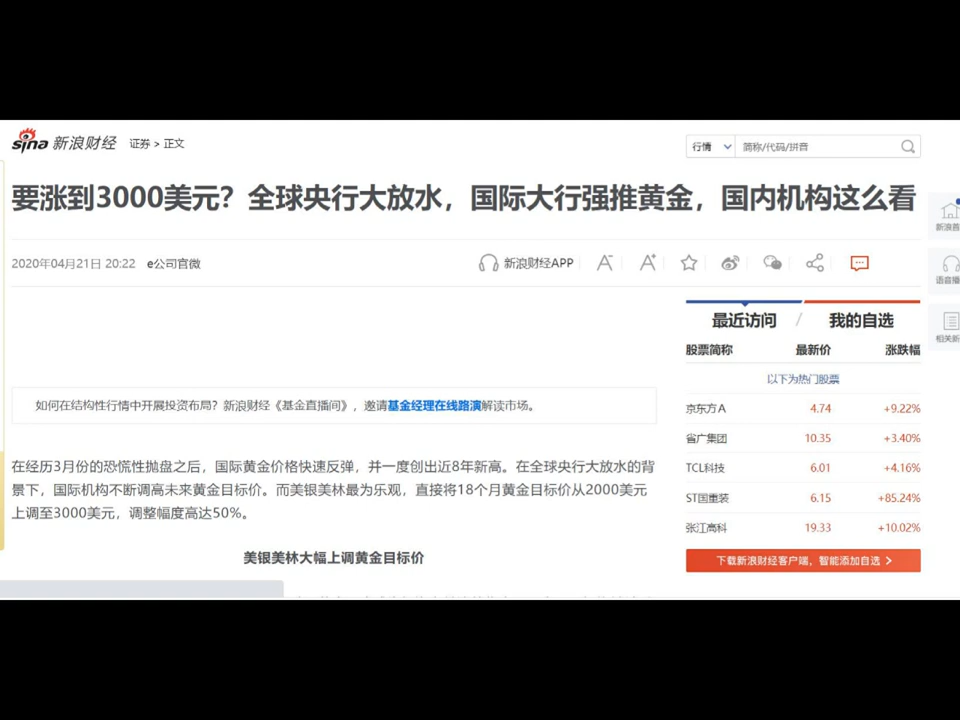 sina 新浪财经 证券 > 正文
行情 简称/代码/拼音
要涨到3000美元？全球央行大放水，国际大行强推黄金，国内机构这么看
2020年04月21日 20:22 e公司官微
新浪财经APP
新浪首
语音播
相关新
最近访问 / 我的自选
股票简称 最新价 涨跌幅
以下为热门股票
京东方A 4.74 +9.22%
省广集团 10.35 +3.40%
TCL科技 6.01 +4.16%
ST国重装 6.15 +85.24%
张江高科 19.33 +10.02%
下载新浪财经客户端，智能添加自选 >
如何在结构性行情中开展投资布局？新浪财经《基金直播间》，邀请基金经理在线路演解读市场。
在经历3月份的恐慌性抛盘之后，国际黄金价格快速反弹，并一度创出近8年新高。在全球央行大放水的背
景下，国际机构不断调高未来黄金目标价。而美银美林最为乐观，直接将18个月黄金目标价从2000美元
上调至3000美元，调整幅度高达50%。
美银美林大幅上调黄金目标价